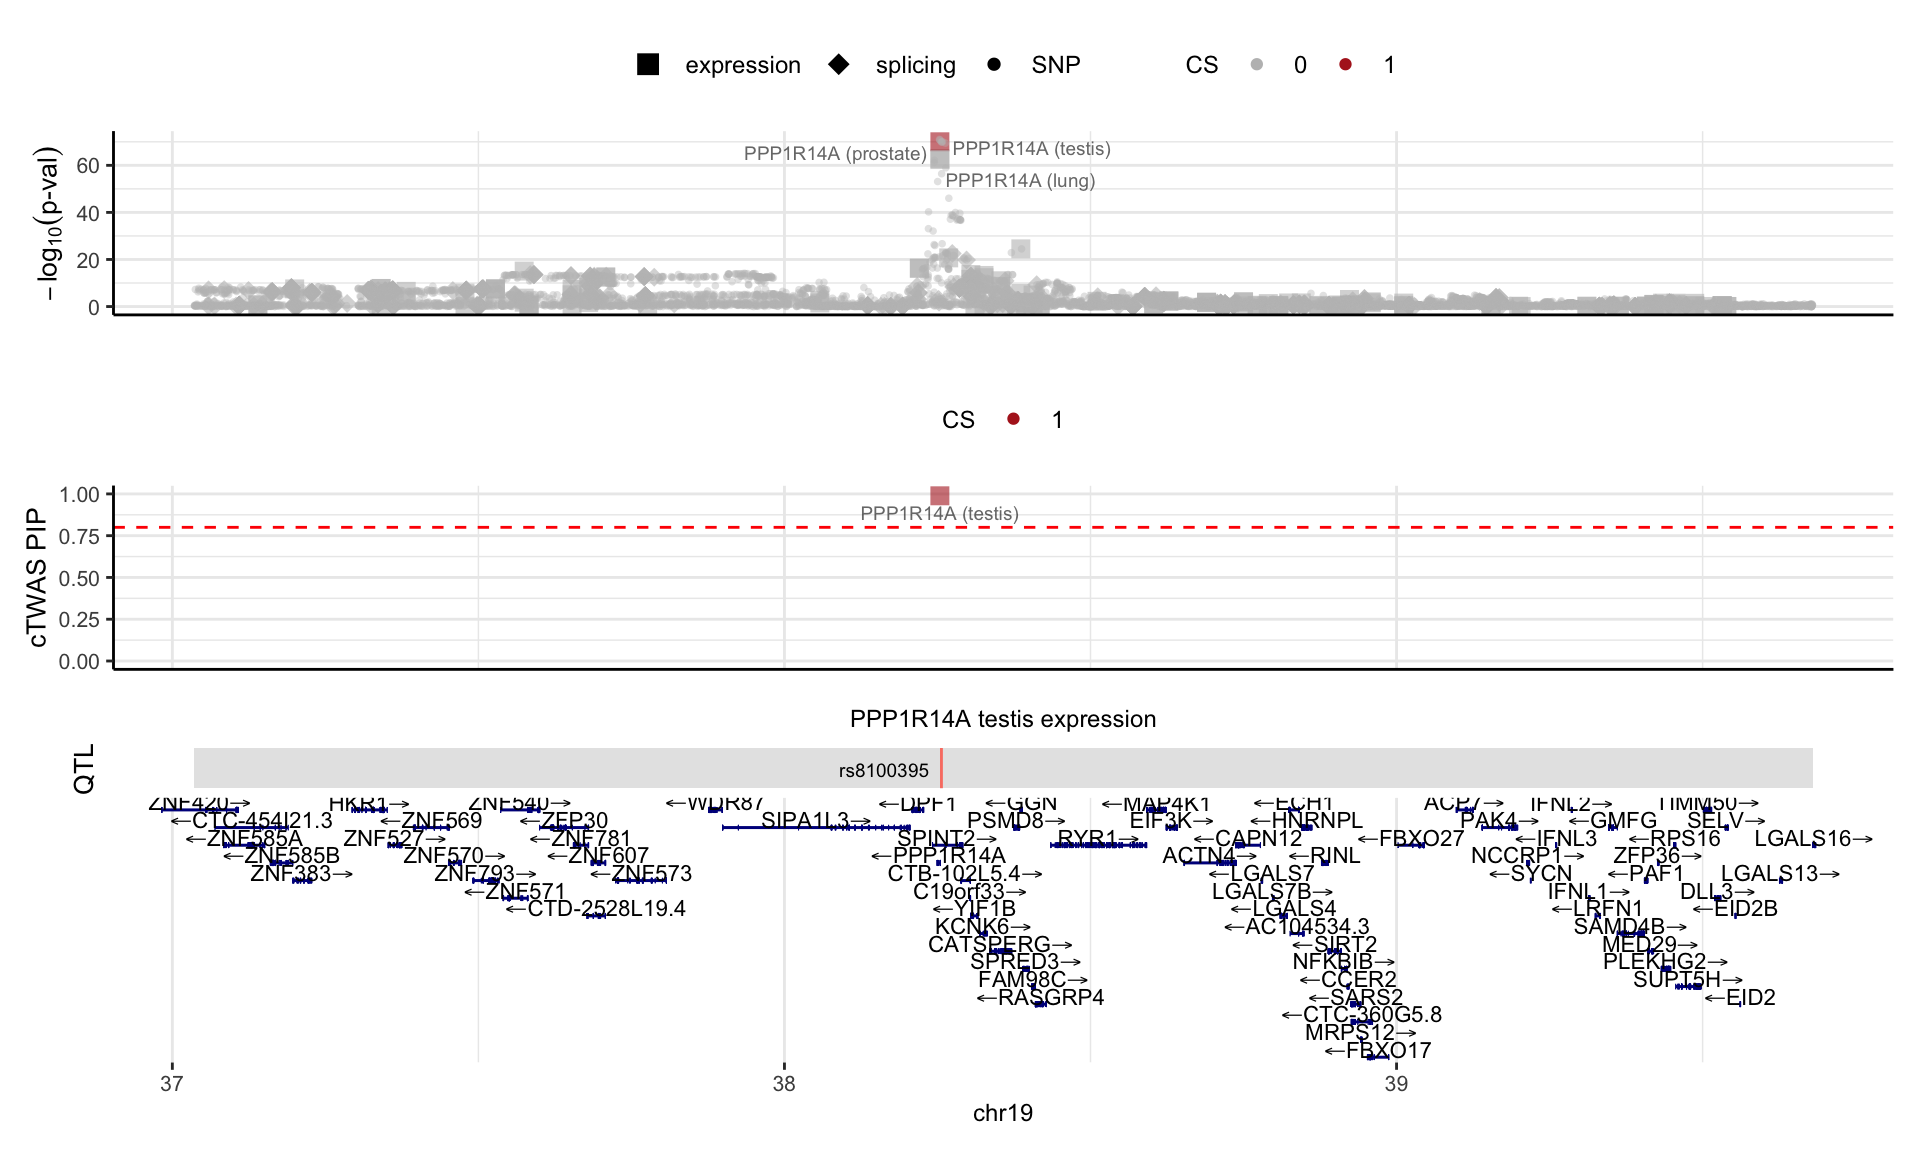 expression splicing SNP CS 0 1
− log10(p-val)
60
40
20
0
PPP1R14A (prostate)
PPP1R14A (testis)
PPP1R14A (lung)
CS 1
cTWAS PIP
1.00
0.75
0.50
0.25
0.00
PPP1R14A (testis)
PPP1R14A testis expression
QTL
rs8100395
ZNF420→ HKR1→ ZNF540→ ←WDR87 ←DPF1 ←GGN ←MAP4K1 ←ECH1 ACP7→ IFNL2→ TIMM50→
←CTC-454I21.3 ←ZNF569 ←ZFP30 SIPA1L3→ PSMD8→ EIF3K→ ←HNRNPL PAK4→ ←GMFG SELV→
←ZNF585A ZNF527→ ←ZNF781 SPINT2→ RYR1→ ←CAPN12 ←FBXO27 ←IFNL3 ←RPS16 LGALS16→
←ZNF585B ZNF570→ ←ZNF607 ←PPP1R14A ACTN4→ ←RINL NCCRP1→ ZFP36→
ZNF383→ ZNF793→ ←ZNF573 CTB-102L5.4→ ←LGALS7 ←SYCN ←PAF1 LGALS13→
←ZNF571 C19orf33→ LGALS7B→ IFNL1→ DLL3→
←CTD-2528L19.4 ←YIF1B ←LGALS4 ←LRFN1 ←EID2B
KCNK6→ ←AC104534.3 SAMD4B→
CATSPERG→ ←SIRT2 MED29→
SPRED3→ NFKBIB→ PLEKHG2→
FAM98C→ ←CCER2 SUPT5H→
←RASGRP4 ←SARS2 ←EID2
←CTC-360G5.8
MRPS12→
←FBXO17
37 38 39
chr19